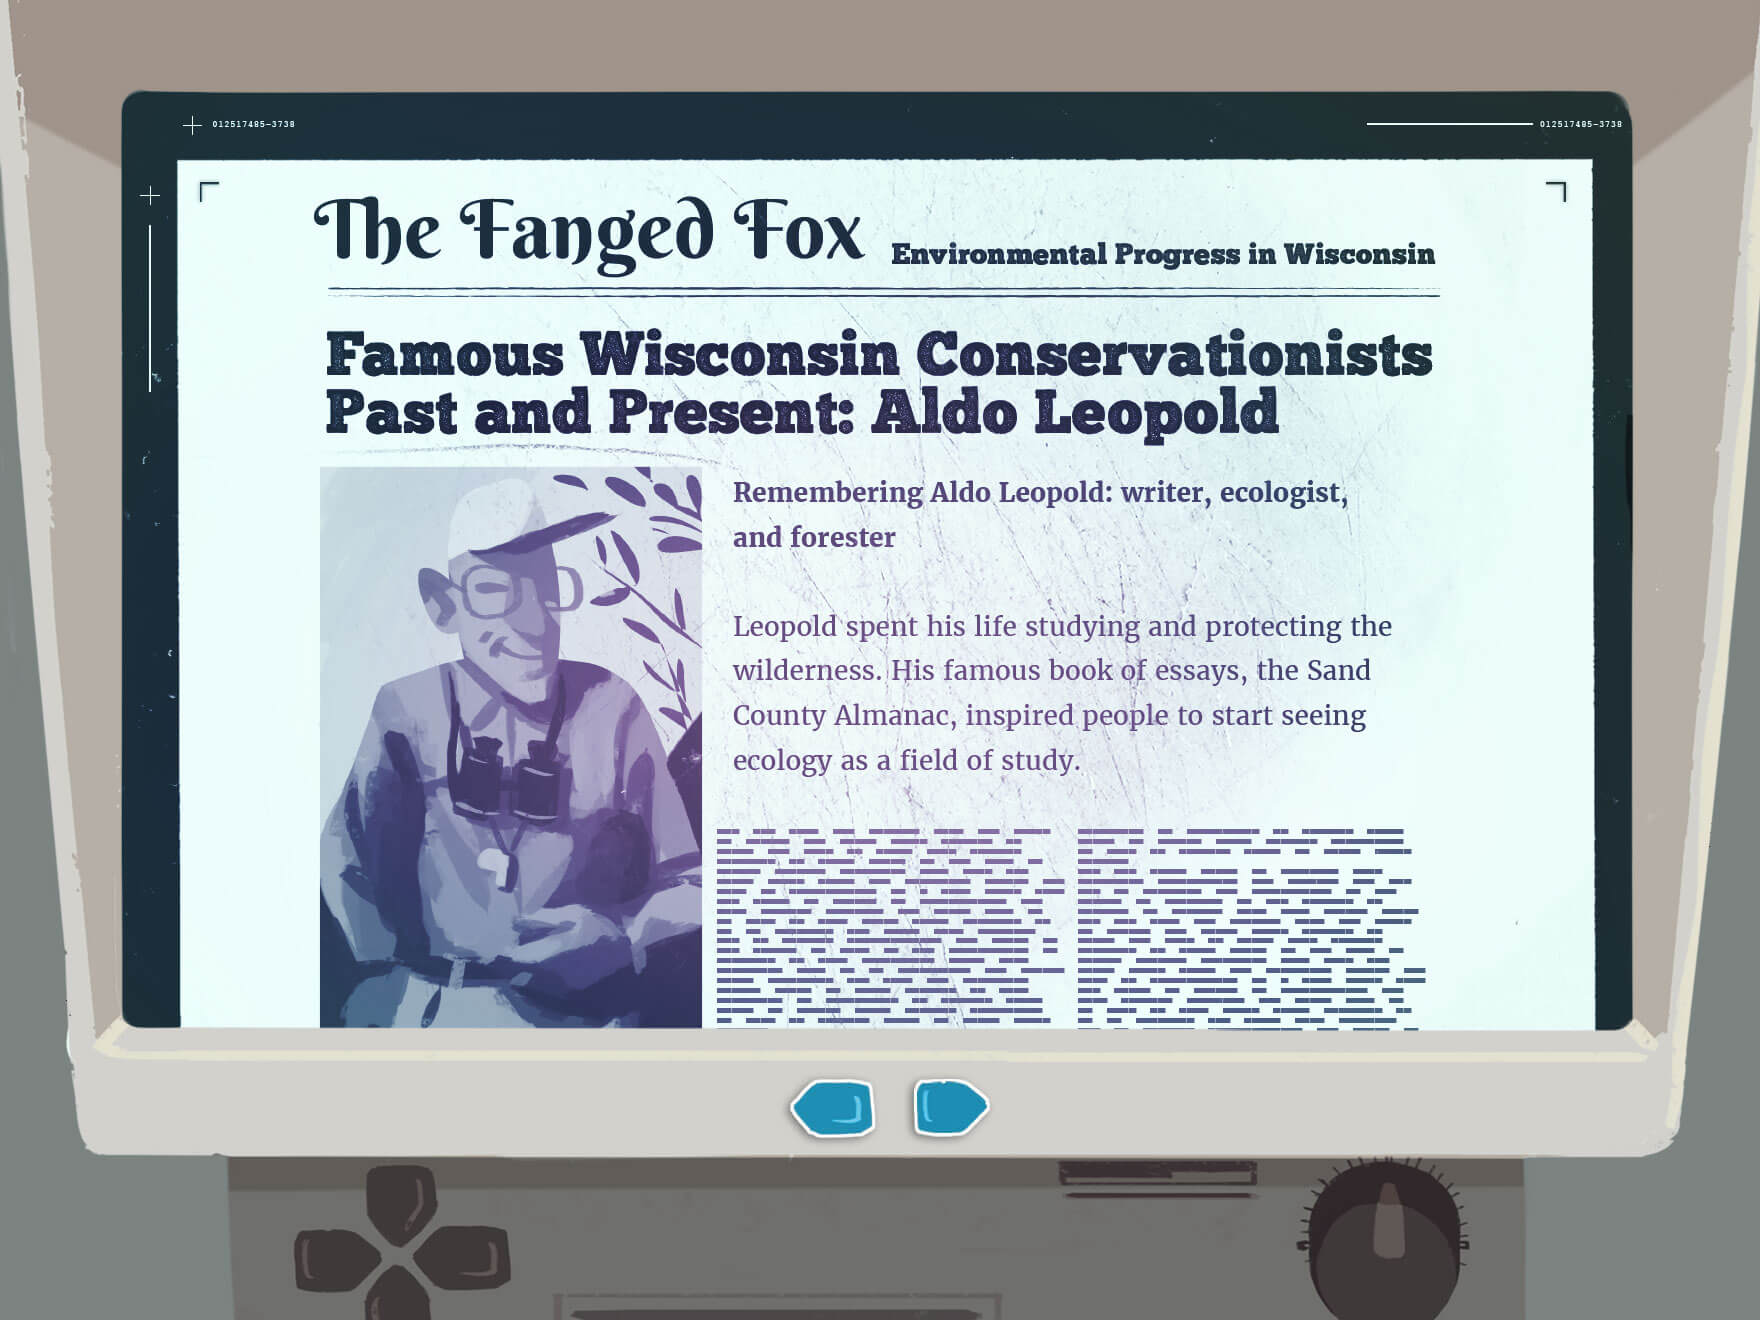 012517485-3738
012517485-3738
The Fanged Fox
Environmental Progress in Wisconsin
Famous Wisconsin Conservationists
Past and Present: Aldo Leopold
Remembering Aldo Leopold: writer, ecologist,
and forester
Leopold spent his life studying and protecting the
wilderness. His famous book of essays, the Sand
County Almanac, inspired people to start seeing
ecology as a field of study.